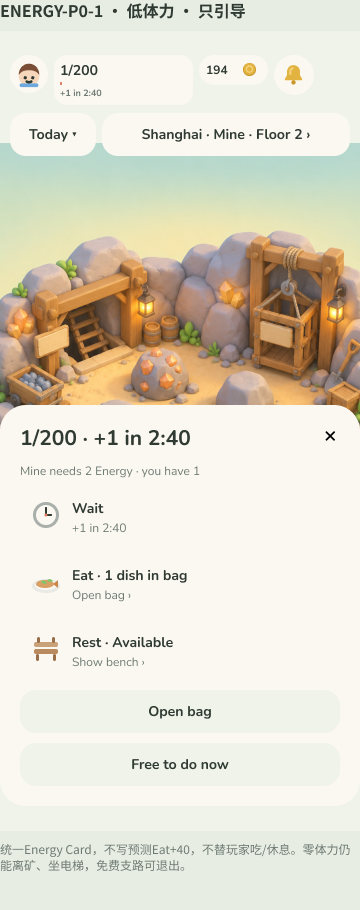 ENERGY-P0-1 • 低体力 • 只引导
1/200
+1 in 2:40
194
Today ▾
Shanghai · Mine · Floor 2 ›
1/200 · +1 in 2:40
×
Mine needs 2 Energy · you have 1
Wait
+1 in 2:40
Eat · 1 dish in bag
Open bag ›
Rest · Available
Show bench ›
Open bag
Free to do now
统一Energy Card，不写预测Eat+40，不替玩家吃/休息。零体力仍
能离矿、坐电梯，免费支路可退出。